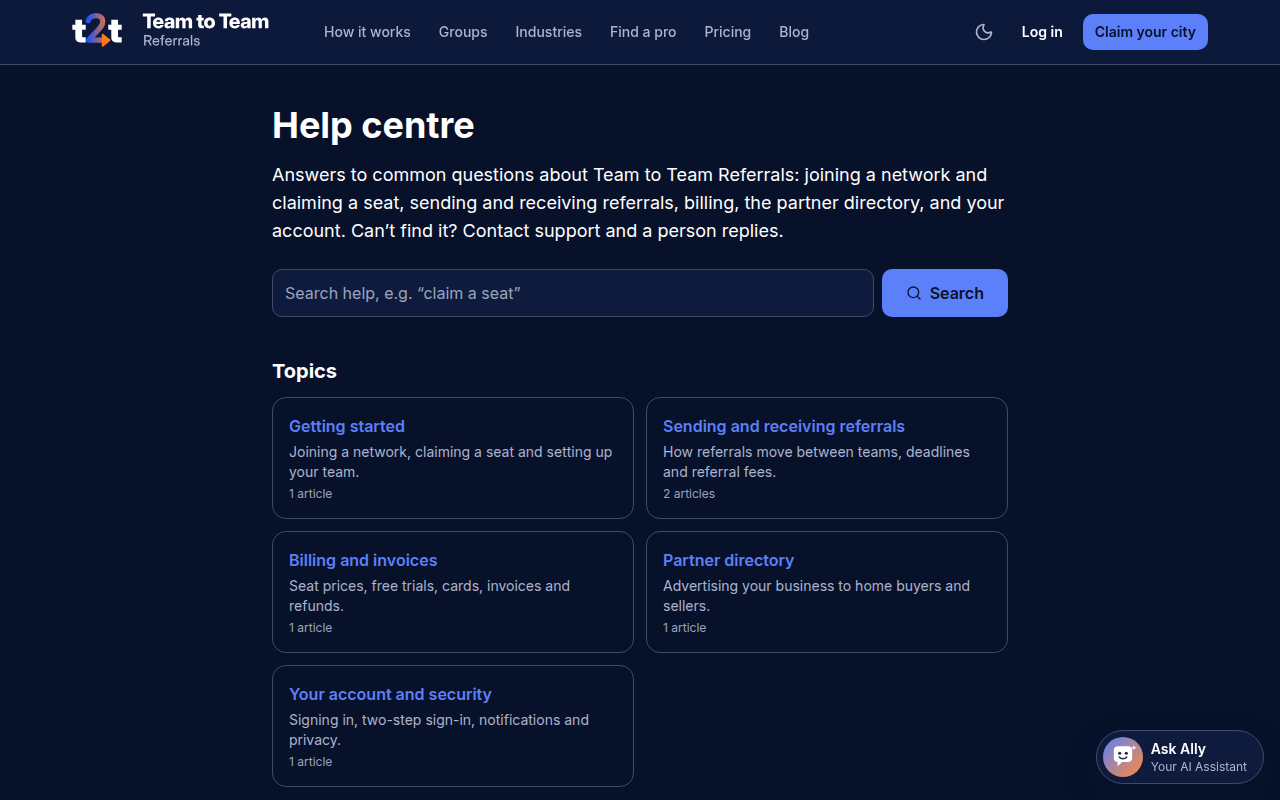 t2t
Team to Team
Referrals
How it works
Groups
Industries
Find a pro
Pricing
Blog
Log in
Claim your city
Help centre
Answers to common questions about Team to Team Referrals: joining a network and
claiming a seat, sending and receiving referrals, billing, the partner directory, and your
account. Can’t find it? Contact support and a person replies.
Search help, e.g. “claim a seat”
Search
Topics
Getting started
Joining a network, claiming a seat and setting up
your team.
1 article
Sending and receiving referrals
How referrals move between teams, deadlines
and referral fees.
2 articles
Billing and invoices
Seat prices, free trials, cards, invoices and
refunds.
1 article
Partner directory
Advertising your business to home buyers and
sellers.
1 article
Your account and security
Signing in, two-step sign-in, notifications and
privacy.
1 article
Ask Ally
Your AI Assistant